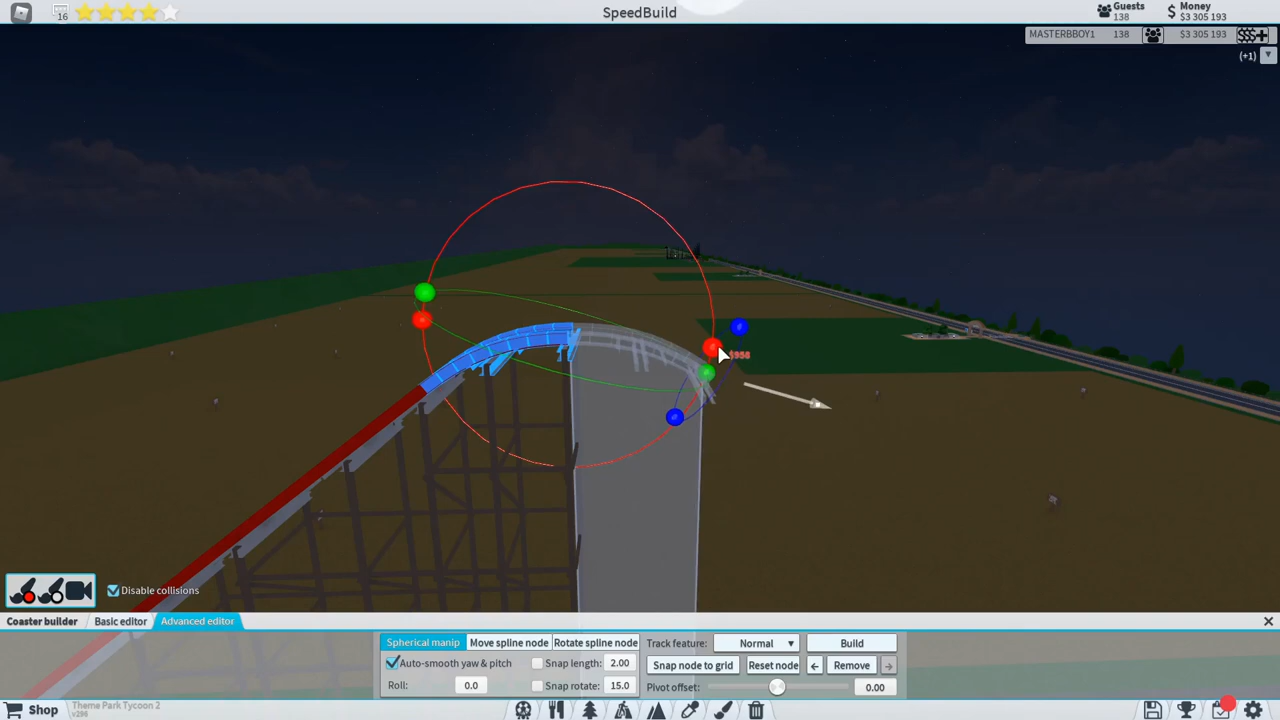 16
SpeedBuild
Guests
138
Money
$3 305 193
MASTERBBOY1 138 $3 305 193 $$$+
(+1)
Disable collisions
Coaster builder Basic editor Advanced editor
Spherical manip Move spline node Rotate spline node Track feature: Normal Build
Auto-smooth yaw & pitch Snap length: 2.00 Snap node to grid Reset node Remove
Roll: 0.0 Snap rotate: 15.0 Pivot offset: 0.00
Shop
Theme Park Tycoon 2
v296